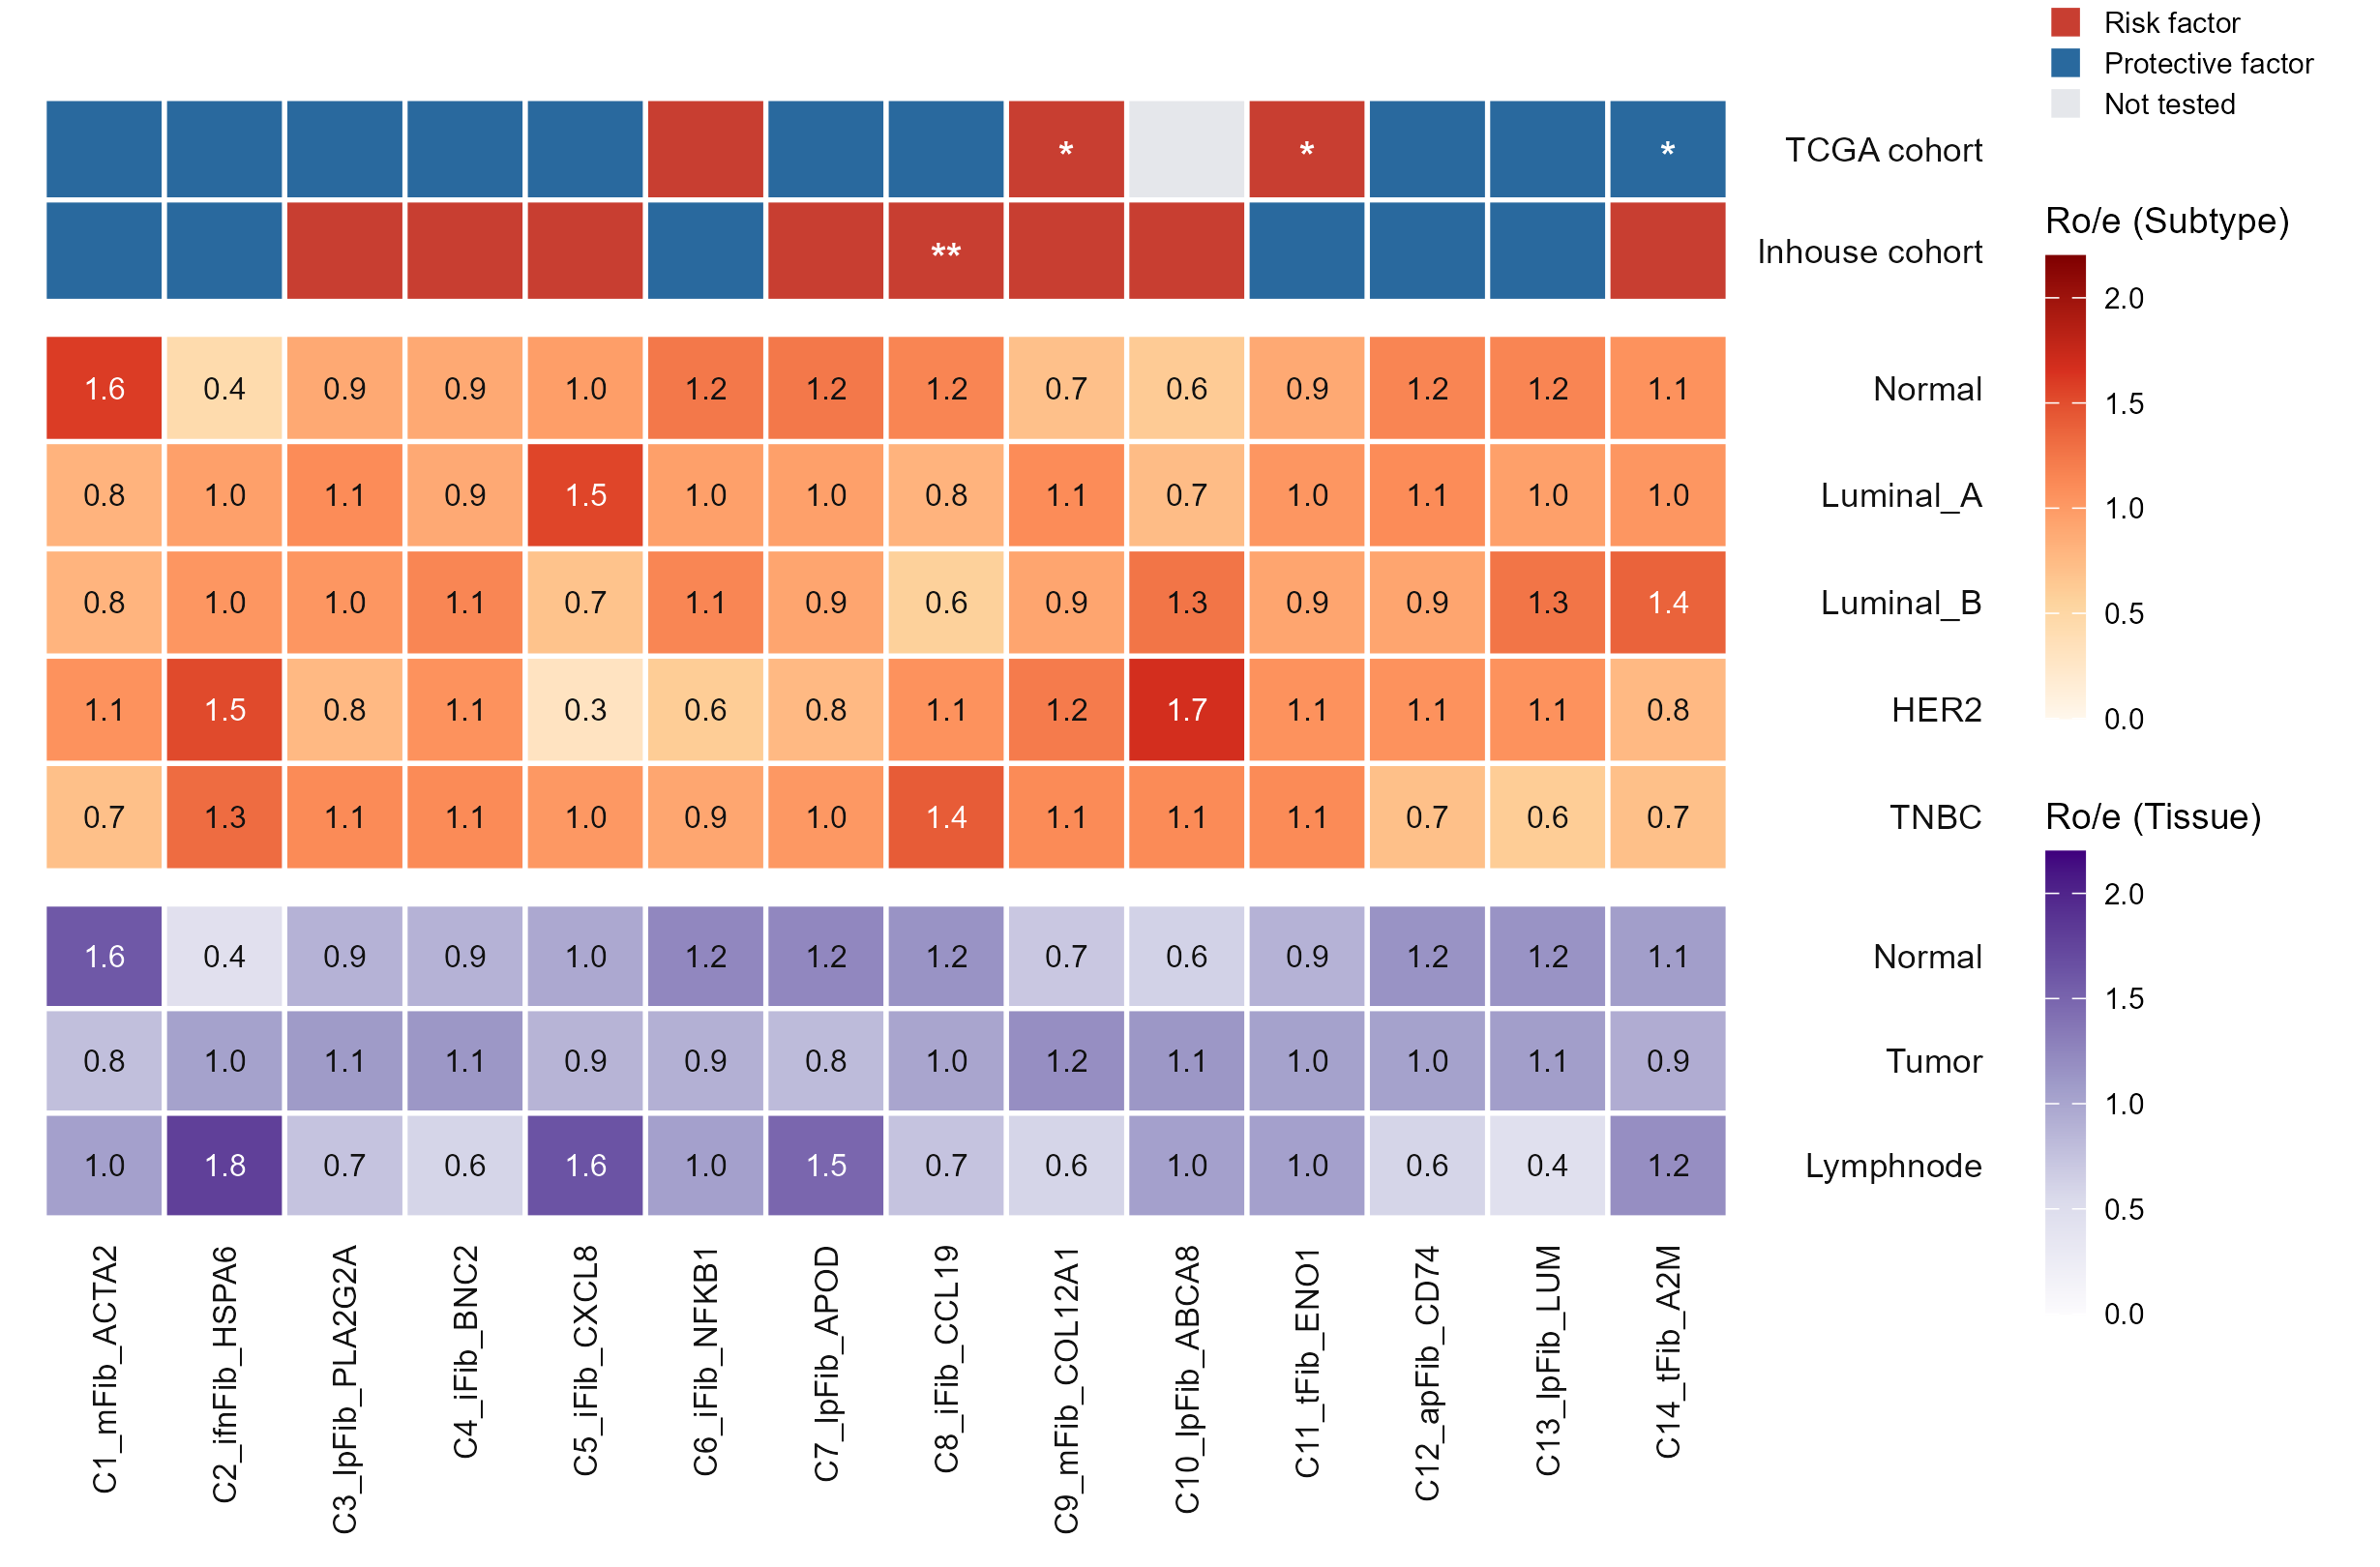 Risk factor
Protective factor
Not tested
* * * TCGA cohort
** Inhouse cohort
Ro/e (Subtype)
2.0
1.5
1.0
0.5
0.0
1.6 0.4 0.9 0.9 1.0 1.2 1.2 1.2 0.7 0.6 0.9 1.2 1.2 1.1 Normal
0.8 1.0 1.1 0.9 1.5 1.0 1.0 0.8 1.1 0.7 1.0 1.1 1.0 1.0 Luminal_A
0.8 1.0 1.0 1.1 0.7 1.1 0.9 0.6 0.9 1.3 0.9 0.9 1.3 1.4 Luminal_B
1.1 1.5 0.8 1.1 0.3 0.6 0.8 1.1 1.2 1.7 1.1 1.1 1.1 0.8 HER2
0.7 1.3 1.1 1.1 1.0 0.9 1.0 1.4 1.1 1.1 1.1 0.7 0.6 0.7 TNBC
Ro/e (Tissue)
2.0
1.5
1.0
0.5
0.0
1.6 0.4 0.9 0.9 1.0 1.2 1.2 1.2 0.7 0.6 0.9 1.2 1.2 1.1 Normal
0.8 1.0 1.1 1.1 0.9 0.9 0.8 1.0 1.2 1.1 1.0 1.0 1.1 0.9 Tumor
1.0 1.8 0.7 0.6 1.6 1.0 1.5 0.7 0.6 1.0 1.0 0.6 0.4 1.2 Lymphnode
C1_mFib_ACTA2
C2_ifnFib_HSPA6
C3_lpFib_PLA2G2A
C4_iFib_BNC2
C5_iFib_CXCL8
C6_iFib_NFKB1
C7_lpFib_APOD
C8_iFib_CCL19
C9_mFib_COL12A1
C10_lpFib_ABCA8
C11_tFib_ENO1
C12_apFib_CD74
C13_lpFib_LUM
C14_tFib_A2M